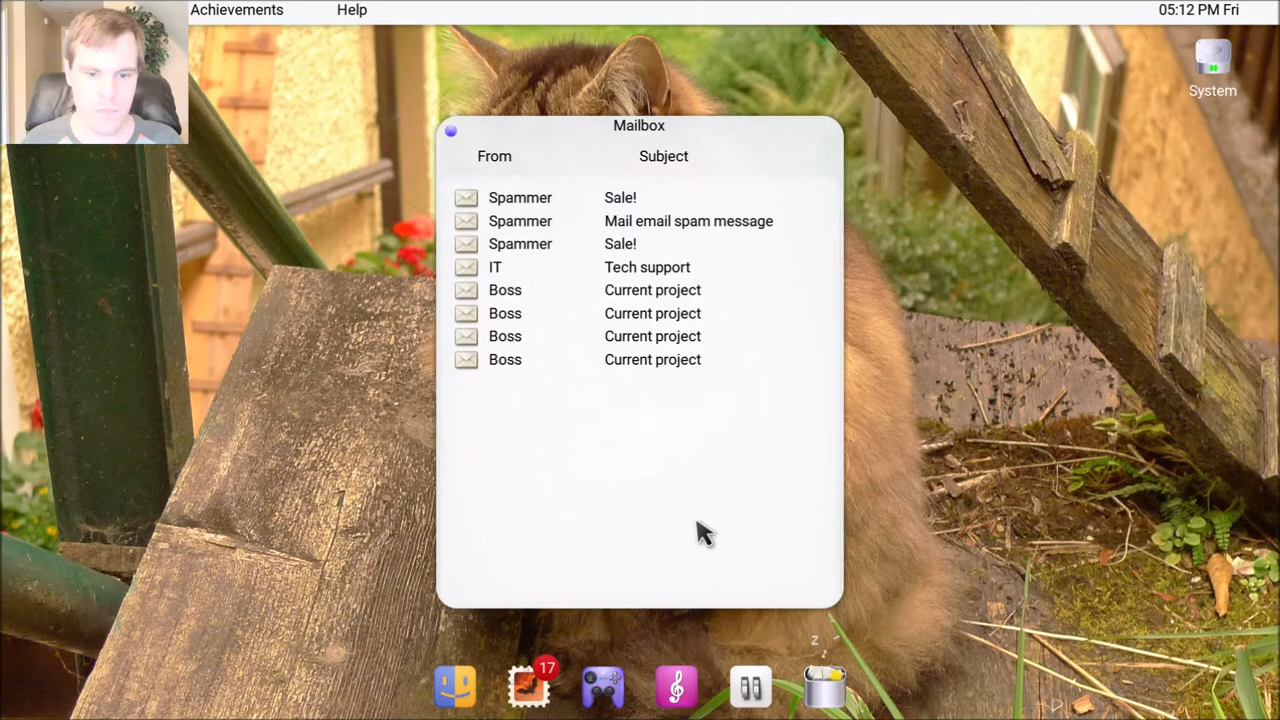 Achievements Help 05:12 PM Fri
System
Mailbox
From Subject
Spammer Sale!
Spammer Mail email spam message
Spammer Sale!
IT Tech support
Boss Current project
Boss Current project
Boss Current project
Boss Current project
z
z
17